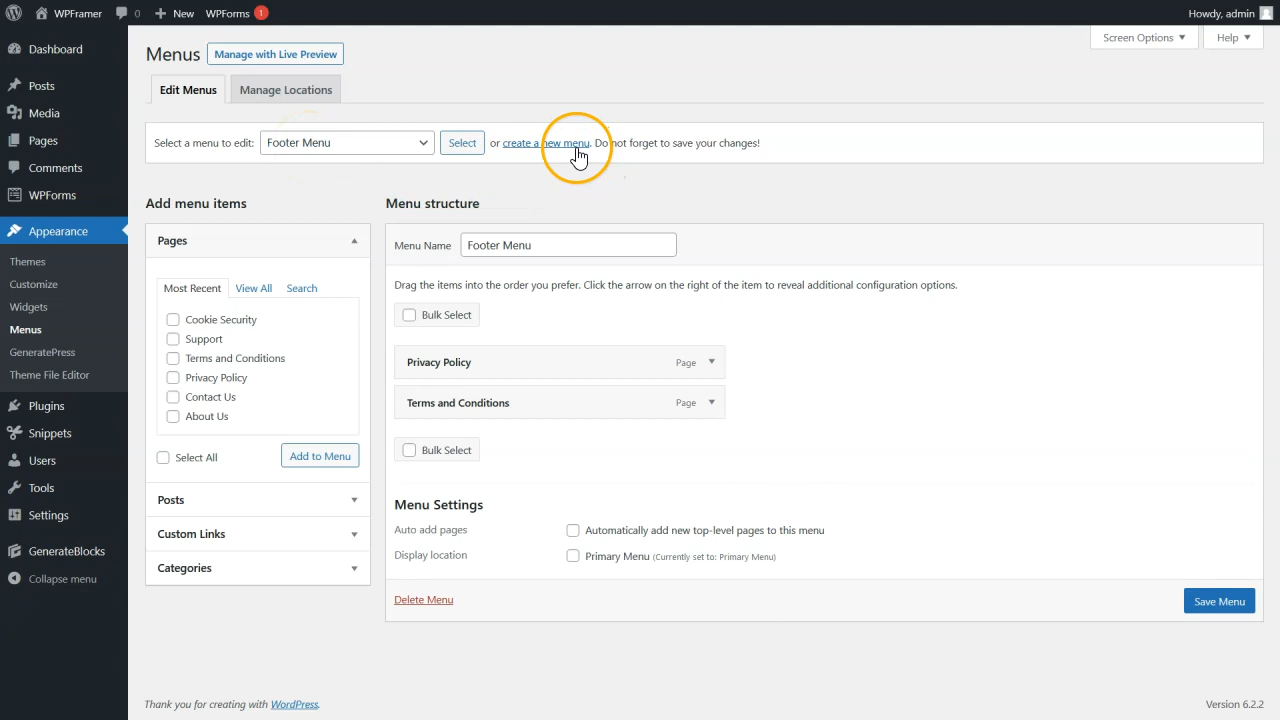 WPFramer 0 New WPForms 1 Howdy, admin
Screen Options Help
Dashboard
Posts
Media
Pages
Comments
WPForms
Appearance
Themes
Customize
Widgets
Menus
GeneratePress
Theme File Editor
Plugins
Snippets
Users
Tools
Settings
GenerateBlocks
Collapse menu
Menus Manage with Live Preview
Edit Menus Manage Locations
Select a menu to edit: Footer Menu Select or create a new menu. Do not forget to save your changes!
Add menu items
Pages
Most Recent View All Search
Cookie Security
Support
Terms and Conditions
Privacy Policy
Contact Us
About Us
Select All Add to Menu
Posts
Custom Links
Categories
Menu structure
Menu Name Footer Menu
Drag the items into the order you prefer. Click the arrow on the right of the item to reveal additional configuration options.
Bulk Select
Privacy Policy Page
Terms and Conditions Page
Bulk Select
Menu Settings
Auto add pages Automatically add new top-level pages to this menu
Display location Primary Menu (Currently set to: Primary Menu)
Delete Menu Save Menu
Thank you for creating with WordPress. Version 6.2.2